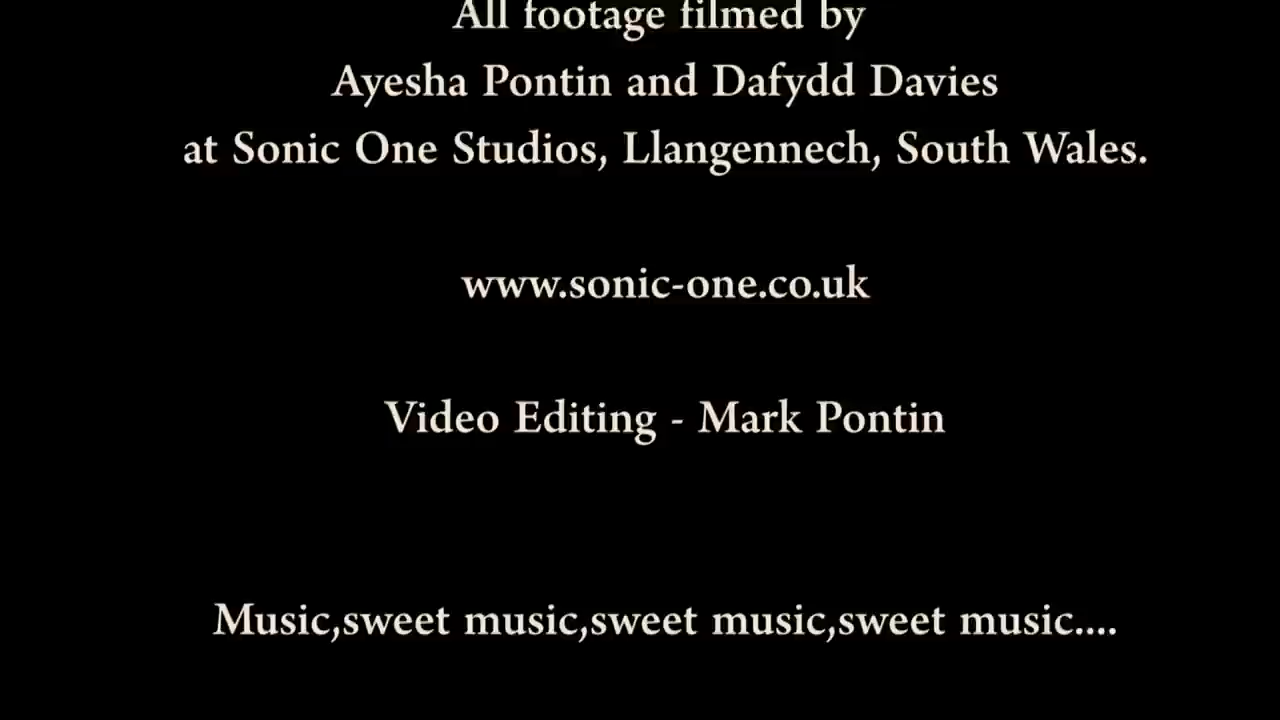 All footage filmed by
Ayesha Pontin and Dafydd Davies
at Sonic One Studios, Llangennech, South Wales.
www.sonic-one.co.uk
Video Editing - Mark Pontin
Music,sweet music,sweet music,sweet music....